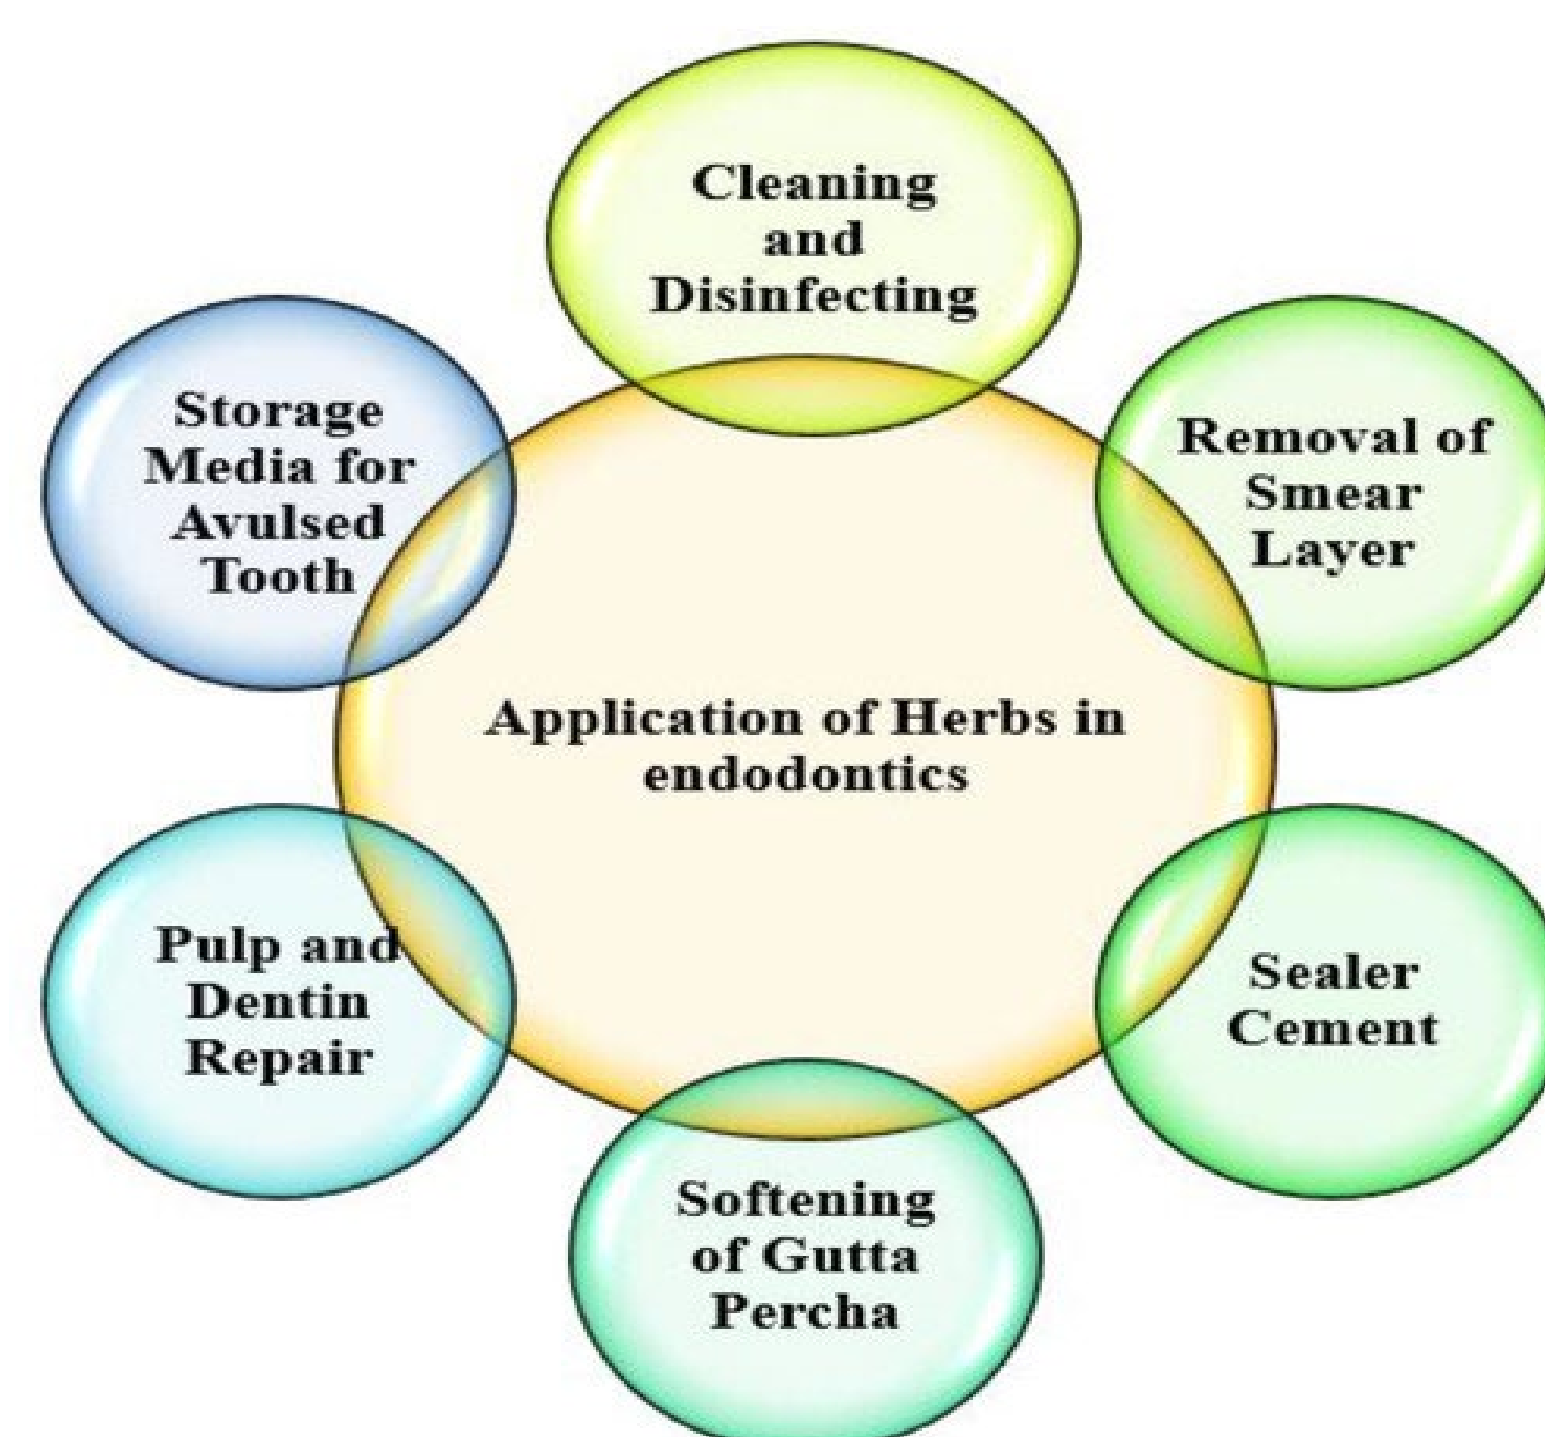 Cleaning
and
Disinfecting
Storage
Media for
Avulsed
Tooth
Removal of
Smear
Layer
Application of Herbs in
endodontics
Pulp and
Dentin
Repair
Sealer
Cement
Softening
of Gutta
Percha